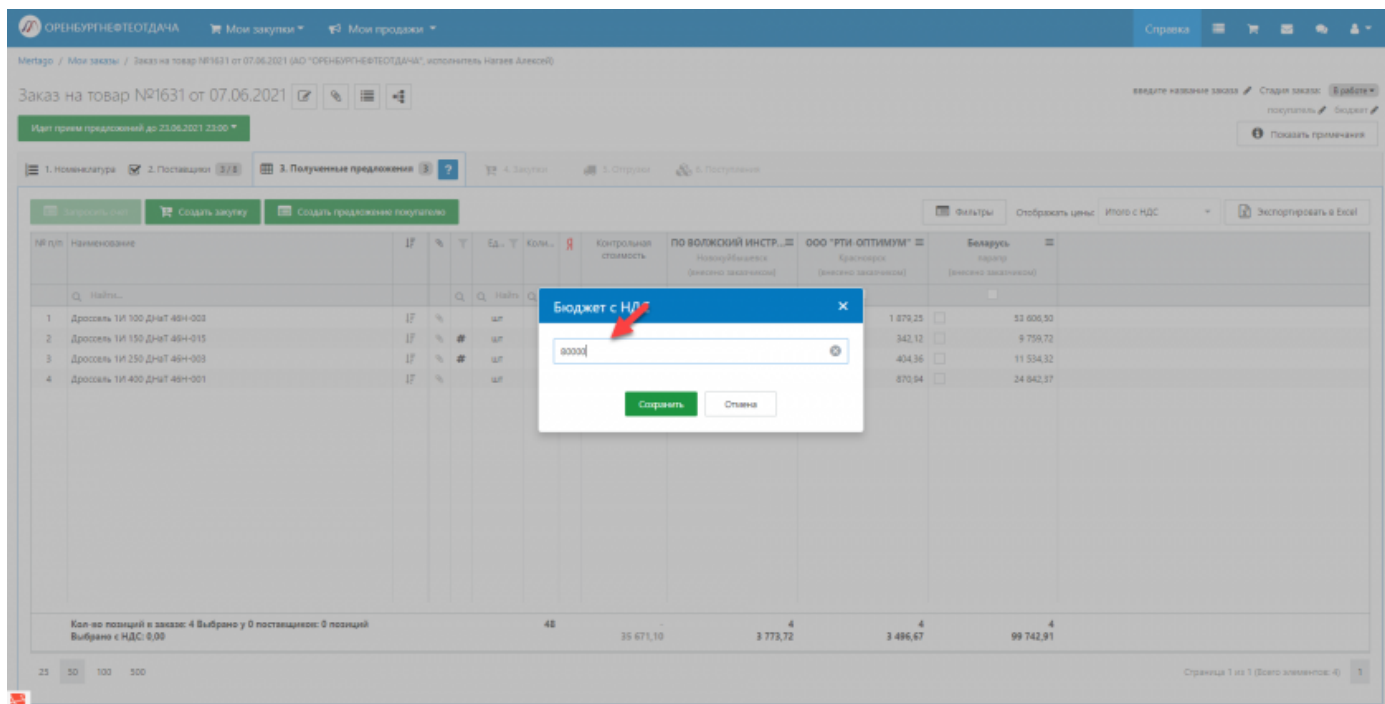 ОРЕНБУРГНЕФТЕОТДАЧА Мои закупки Мои продажи Справка
Mertago / Мои заказы / Заказ на товар №1631 от 07.06.2021 (АО "ОРЕНБУРГНЕФТЕОТДАЧА", исполнитель Нагаев Алексей)
Заказ на товар №1631 от 07.06.2021 введите название заказа Стадия заказа: В работе
покупатель бюджет
Идет прием предложений до 23.06.2021 23:00 Показать примечания
1. Номенклатура 2. Поставщики 3/8 3. Полученные предложения 3 ? 4. Закупки 5. Отгрузки 6. Поступления
Запросить счет Создать закупку Создать предложение покупателю Фильтры Отображать цены: Итого с НДС Экспортировать в Excel
№ п/п Наименование Ед... Коли... Я Контрольная стоимость ПО ВОЛЖСКИЙ ИНСТР... ООО "РТИ-ОПТИМУМ" Беларусь
Новокуйбышевск Красноярск
(внесено заказчиком) (внесено заказчиком) (внесено заказчиком)
Найти... Найти
Бюджет с НДС
1 Дроссель 1И 100 ДНаТ 46Н-003 шт 1 879,25 53 606,50
2 Дроссель 1И 150 ДНаТ 46Н-015 # шт 342,12 9 759,72
80000
3 Дроссель 1И 250 ДНаТ 46Н-003 # шт 404,36 11 534,32
4 Дроссель 1И 400 ДНаТ 46Н-001 шт 870,94 24 842,37
Сохранить Отмена
Кол-во позиций в заказе: 4 Выбрано у 0 поставщиков: 0 позиций 48 - 4 4 4
Выбрано с НДС: 0,00 35 671,10 3 773,72 3 496,67 99 742,91
25 50 100 500 Страница 1 из 1 (Всего элементов: 4) 1